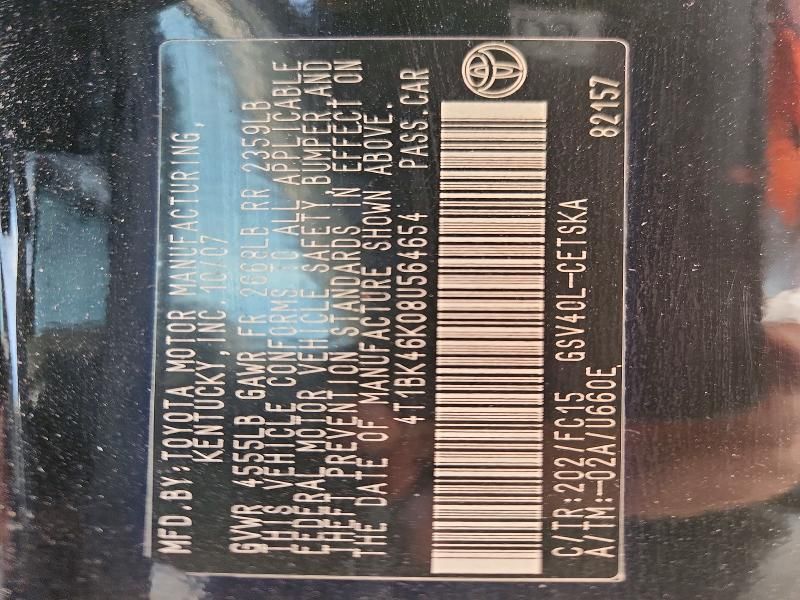 MFD.BY:TOYOTA MOTOR MANUFACTURING,
KENTUCKY,INC 10/07
GVWR 4555LB GAWR FR 2668LB RR 2359LB
THIS VEHICLE CONFORMS TO ALL APPLICABLE
FEDERAL MOTOR VEHICLE SAFETY,BUMPER,AND
THEFT PREVENTION STANDARDS IN EFFECT ON
THE DATE OF MANUFACTURE SHOWN ABOVE.
4T1BK46K08U564654 PASS.CAR
C/TR:202/FC15 GSV40L-CETSKA
A/TM:-02A/U660E 82157